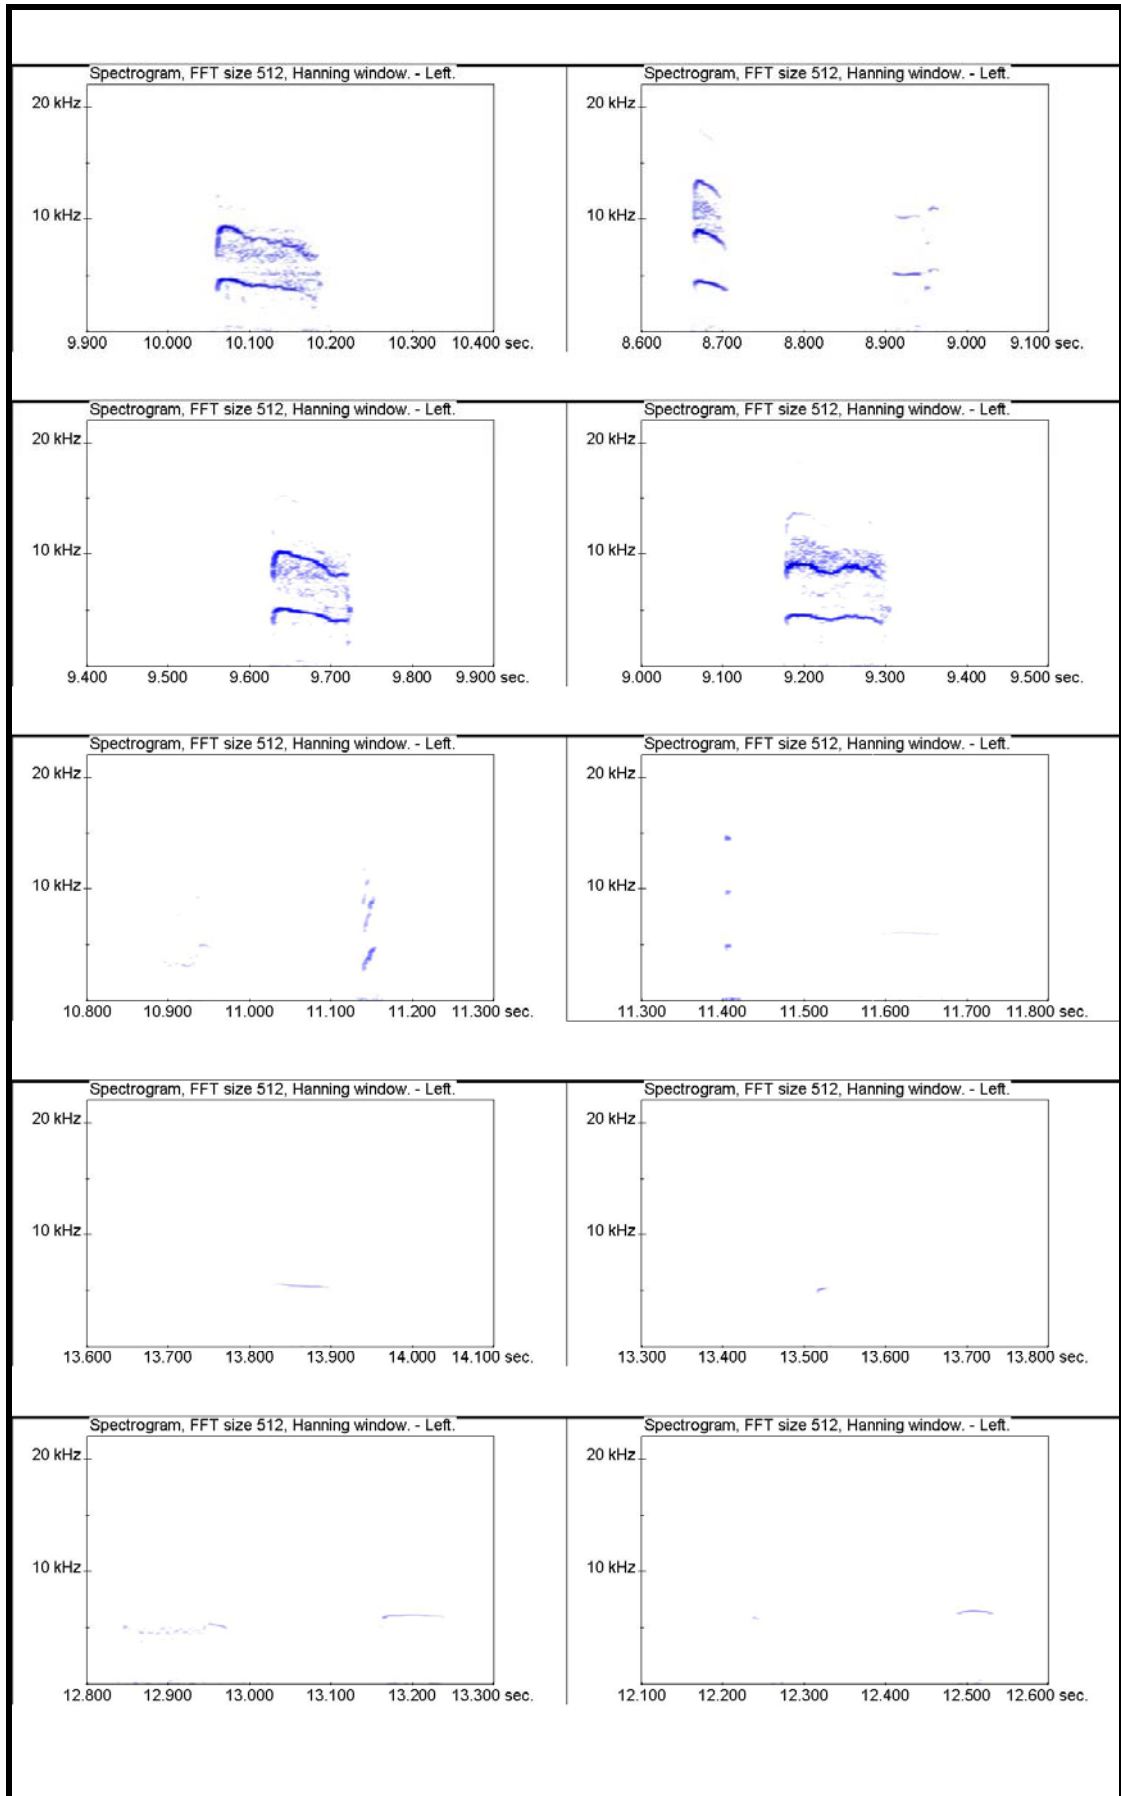 Spectrogram, FFT size 512, Hanning window. - Left.
20 kHz
10 kHz
9.900 10.000 10.100 10.200 10.300 10.400 sec.
Spectrogram, FFT size 512, Hanning window. - Left.
20 kHz
10 kHz
8.600 8.700 8.800 8.900 9.000 9.100 sec.
Spectrogram, FFT size 512, Hanning window. - Left.
20 kHz
10 kHz
9.400 9.500 9.600 9.700 9.800 9.900 sec.
Spectrogram, FFT size 512, Hanning window. - Left.
20 kHz
10 kHz
9.000 9.100 9.200 9.300 9.400 9.500 sec.
Spectrogram, FFT size 512, Hanning window. - Left.
20 kHz
10 kHz
10.800 10.900 11.000 11.100 11.200 11.300 sec.
Spectrogram, FFT size 512, Hanning window. - Left.
20 kHz
10 kHz
11.300 11.400 11.500 11.600 11.700 11.800 sec.
Spectrogram, FFT size 512, Hanning window. - Left.
20 kHz
10 kHz
13.600 13.700 13.800 13.900 14.000 14.100 sec.
Spectrogram, FFT size 512, Hanning window. - Left.
20 kHz
10 kHz
13.300 13.400 13.500 13.600 13.700 13.800 sec.
Spectrogram, FFT size 512, Hanning window. - Left.
20 kHz
10 kHz
12.800 12.900 13.000 13.100 13.200 13.300 sec.
Spectrogram, FFT size 512, Hanning window. - Left.
20 kHz
10 kHz
12.100 12.200 12.300 12.400 12.500 12.600 sec.